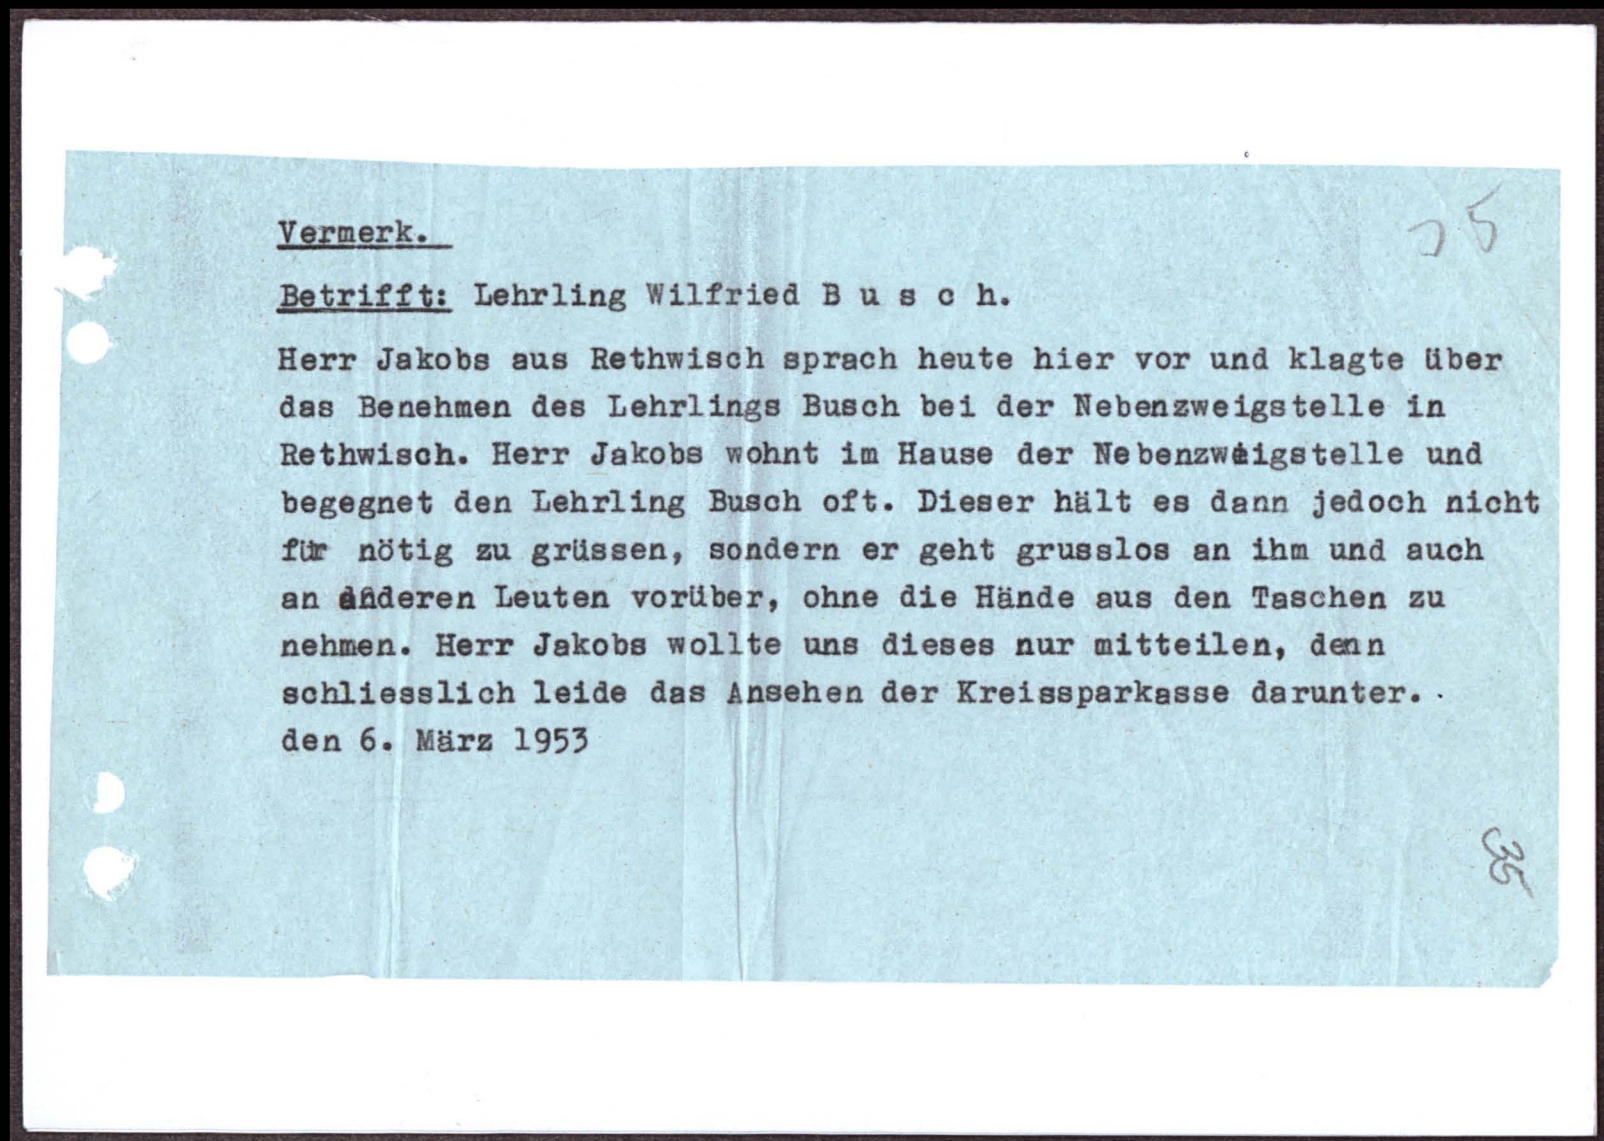 35
Vermerk.
Betrifft: Lehrling Wilfried B u s c h.
Herr Jakobs aus Rethwisch sprach heute hier vor und klagte über
das Benehmen des Lehrlings Busch bei der Nebenzweigstelle in
Rethwisch. Herr Jakobs wohnt im Hause der Nebenzweigstelle und
begegnet den Lehrling Busch oft. Dieser hält es dann jedoch nicht
für nötig zu grüssen, sondern er geht grusslos an ihm und auch
an anderen Leuten vorüber, ohne die Hände aus den Taschen zu
nehmen. Herr Jakobs wollte uns dieses nur mitteilen, denn
schliesslich leide das Ansehen der Kreissparkasse darunter.
den 6. März 1953
35